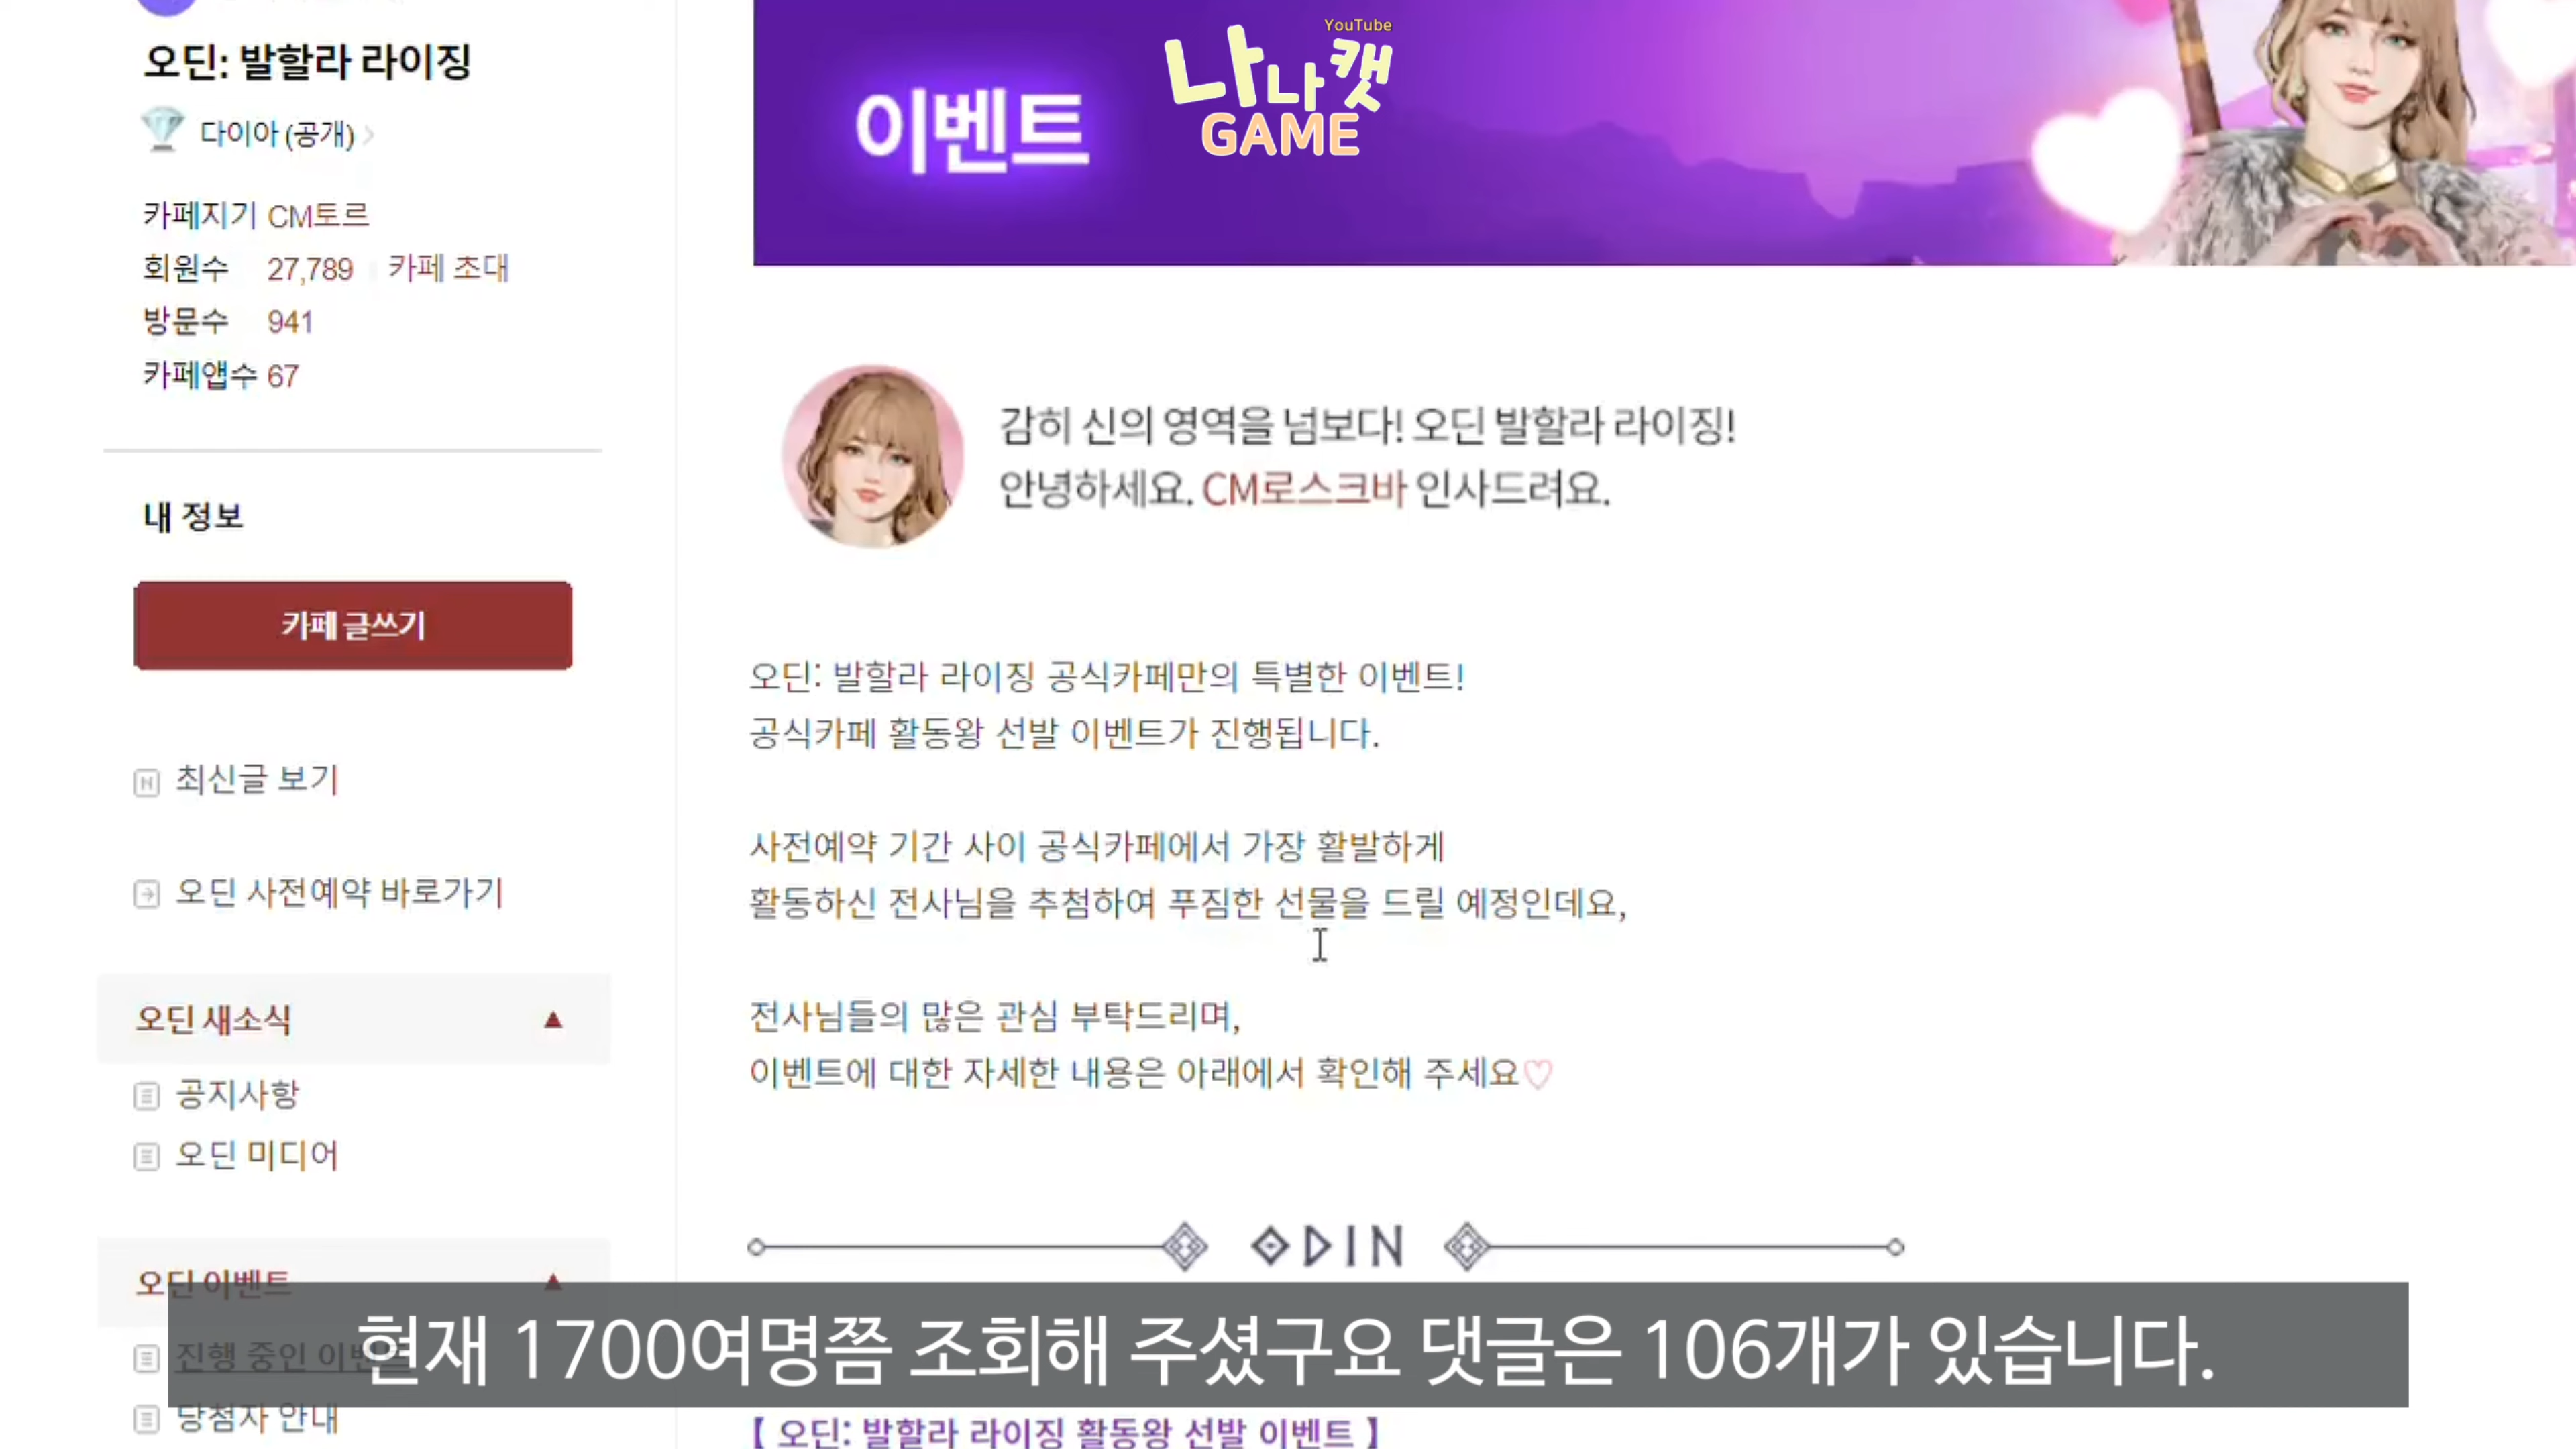 오딘: 발할라 라이징
다이아 (공개)
카페지기 CM토르
회원수 27,789 카페 초대
방문수 941
카페앱수 67
내 정보
카페 글쓰기
최신글 보기
오딘 사전예약 바로가기
오딘 새소식
공지사항
오딘 미디어
오딘 이벤트
진행 중인 이벤트
당첨자 안내
이벤트
YouTube
나나캣
GAME
감히 신의 영역을 넘보다! 오딘 발할라 라이징!
안녕하세요. CM로스크바 인사드려요.
오딘: 발할라 라이징 공식카페만의 특별한 이벤트!
공식카페 활동왕 선발 이벤트가 진행됩니다.
사전예약 기간 사이 공식카페에서 가장 활발하게
활동하신 전사님을 추첨하여 푸짐한 선물을 드릴 예정인데요,
전사님들의 많은 관심 부탁드리며,
이벤트에 대한 자세한 내용은 아래에서 확인해 주세요♡
ODIN
현재 1700여명쯤 조회해 주셨구요 댓글은 106개가 있습니다.
【 오딘: 발할라 라이징 활동왕 선발 이벤트 】